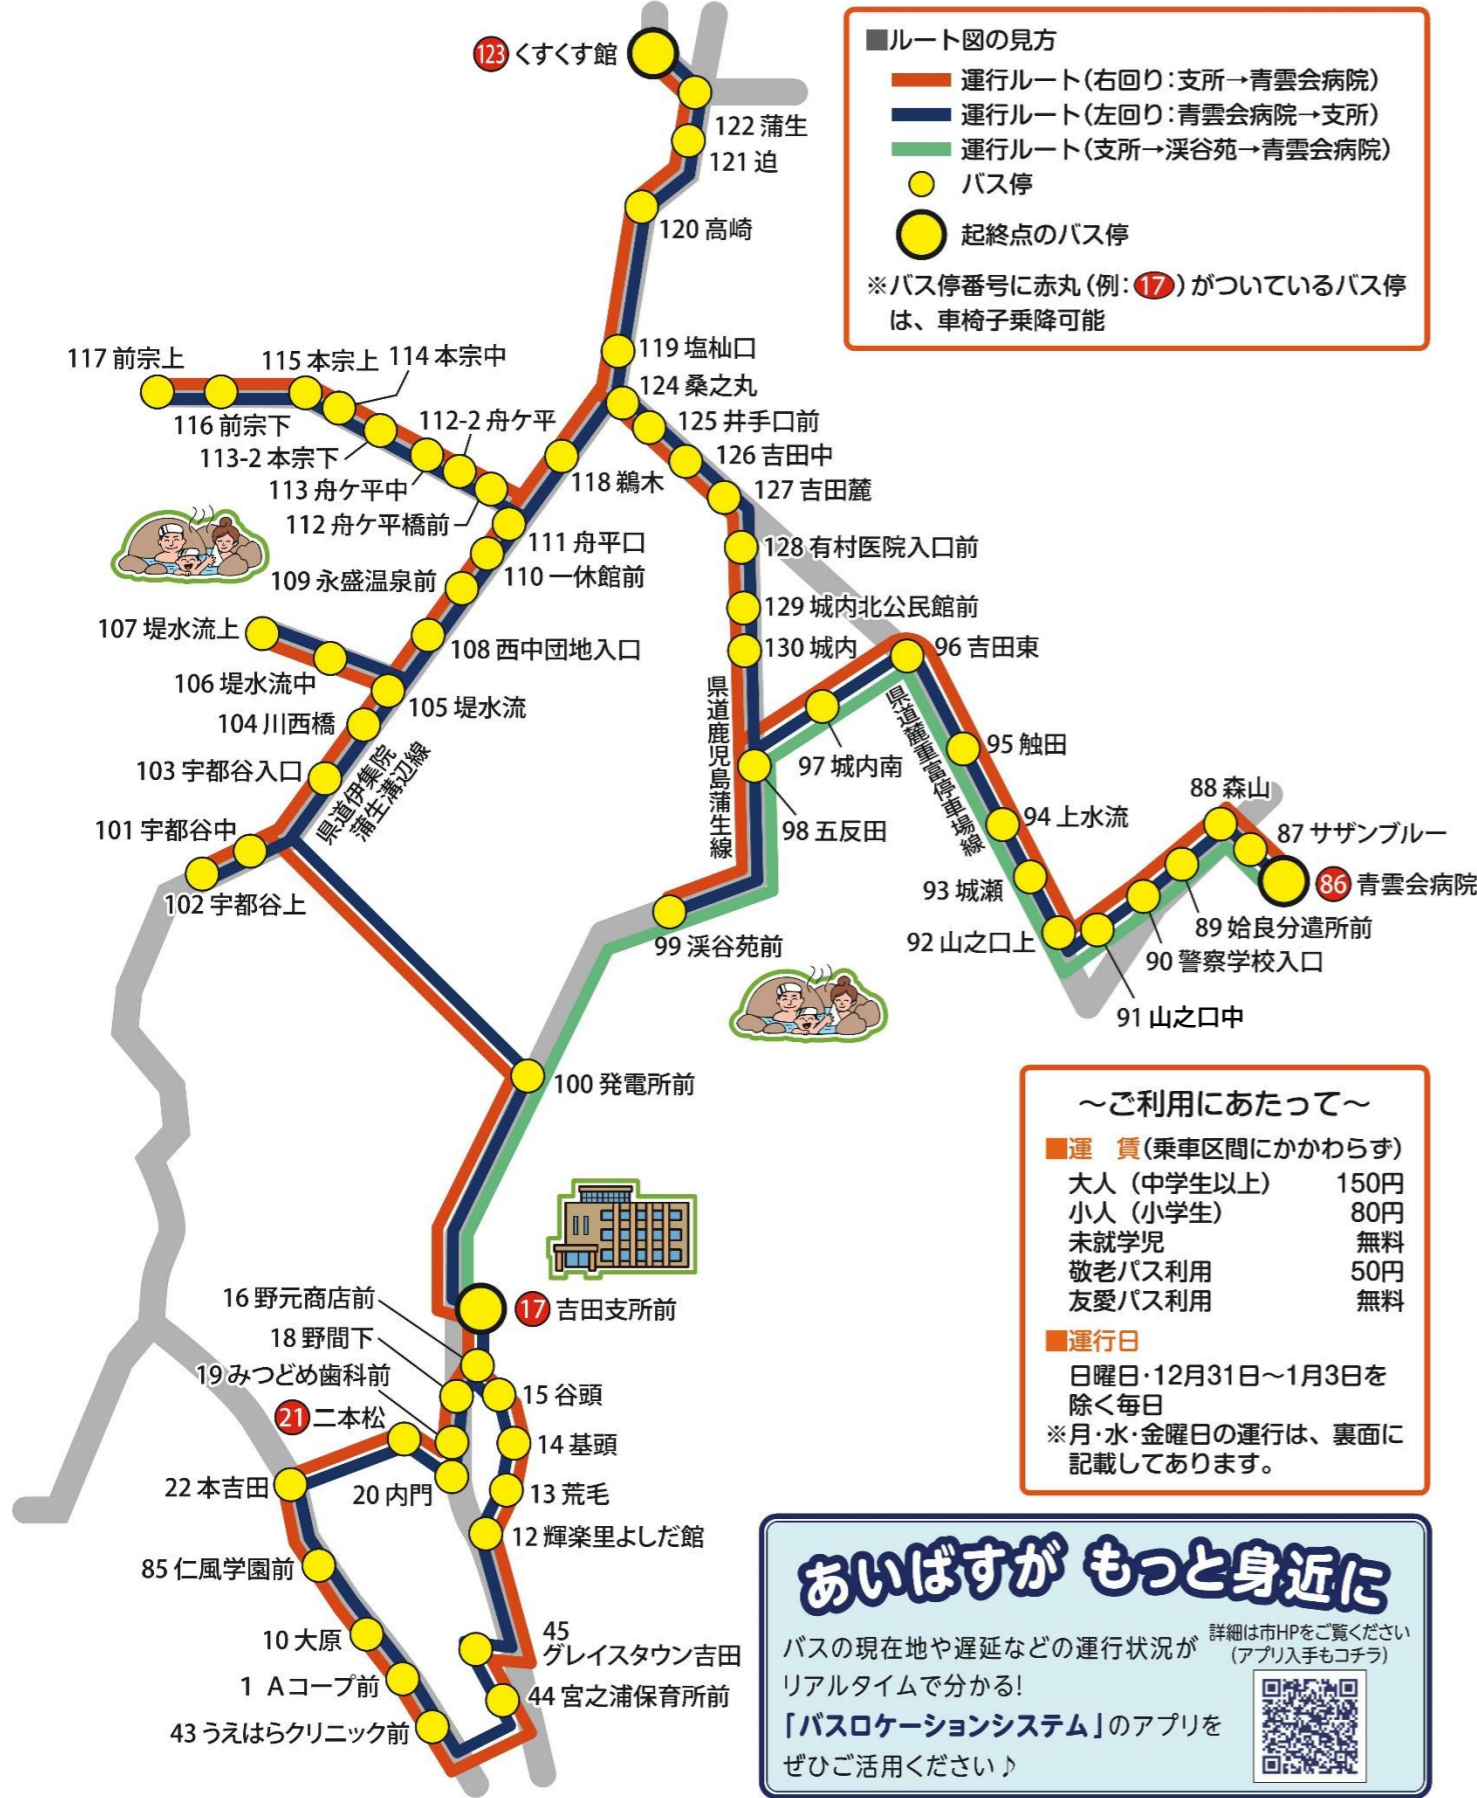 ■ルート図の見方
運行ルート(右回り:支所→青雲会病院)
運行ルート(左回り:青雲会病院→支所)
運行ルート(支所→渓谷苑→青雲会病院)
バス停
起終点のバス停
※バス停番号に赤丸(例:17)がついているバス停
は、車椅子乗降可能
123 くすくす館
122 蒲生
121 迫
120 高崎
119 塩杣口
124 桑之丸
125 井手口前
126 吉田中
127 吉田麓
118 鵜木
117 前宗上
116 前宗下
115 本宗上
114 本宗中
113-2 本宗下
113 舟ケ平中
112-2 舟ケ平
112 舟ケ平橋前
111 舟平口
110 一休館前
109 永盛温泉前
108 西中団地入口
107 堤水流上
106 堤水流中
105 堤水流
104 川西橋
103 宇都谷入口
101 宇都谷中
102 宇都谷上
県道伊集院
蒲生溝辺線
128 有村医院入口前
129 城内北公民館前
130 城内
県道鹿児島蒲生線
96 吉田東
97 城内南
98 五反田
県道麓重富停車場線
95 触田
94 上水流
93 城瀬
92 山之口上
91 山之口中
90 警察学校入口
89 姶良分遣所前
88 森山
87 サザンブルー
86 青雲会病院
99 渓谷苑前
100 発電所前
17 吉田支所前
16 野元商店前
18 野間下
19 みつどめ歯科前
21 二本松
20 内門
22 本吉田
15 谷頭
14 基頭
13 荒毛
12 輝楽里よしだ館
85 仁風学園前
10 大原
1 Aコープ前
43 うえはらクリニック前
45
グレイスタウン吉田
44 宮之浦保育所前
～ご利用にあたって～
■運 賃(乗車区間にかかわらず)
大人(中学生以上) 150円
小人(小学生) 80円
未就学児 無料
敬老パス利用 50円
友愛パス利用 無料
■運行日
日曜日・12月31日～1月3日を
除く毎日
※月・水・金曜日の運行は、裏面に
記載してあります。
あいばすが もっと身近に
バスの現在地や遅延などの運行状況が
リアルタイムで分かる!
「バスロケーションシステム」のアプリを
ぜひご活用ください♪
詳細は市HPをご覧ください
(アプリ入手もコチラ)